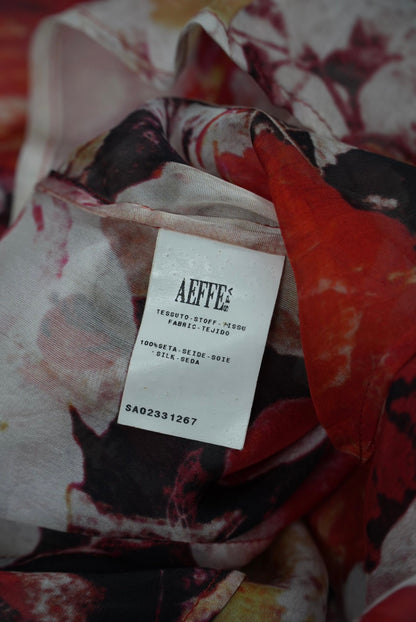 AEFFE S.P.A.
TESSUTO-STOFF-TISSU
FABRIC-TEJIDO
100%SETA-SEIDE-SOIE
SILK-SEDA
SA02331267